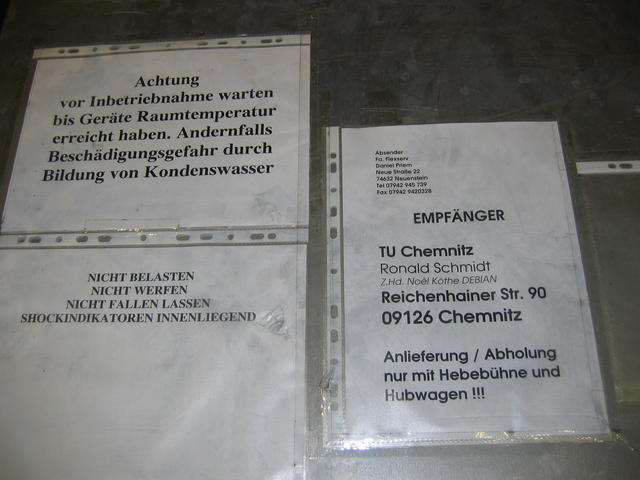 Achtung
vor Inbetriebnahme warten
bis Geräte Raumtemperatur
erreicht haben. Andernfalls
Beschädigungsgefahr durch
Bildung von Kondenswasser
NICHT BELASTEN
NICHT WERFEN
NICHT FALLEN LASSEN
SHOCKINDIKATOREN INNENLIEGEND
Absender
Fa. Flexserv
Daniel Priem
Neue Straße 22
74632 Neuenstein
Tel 07942 945 739
Fax 07942 9420328
EMPFÄNGER
TU Chemnitz
Ronald Schmidt
Z.Hd. Noèl Köthe DEBIAN
Reichenhainer Str. 90
09126 Chemnitz
Anlieferung / Abholung
nur mit Hebebühne und
Hubwagen !!!